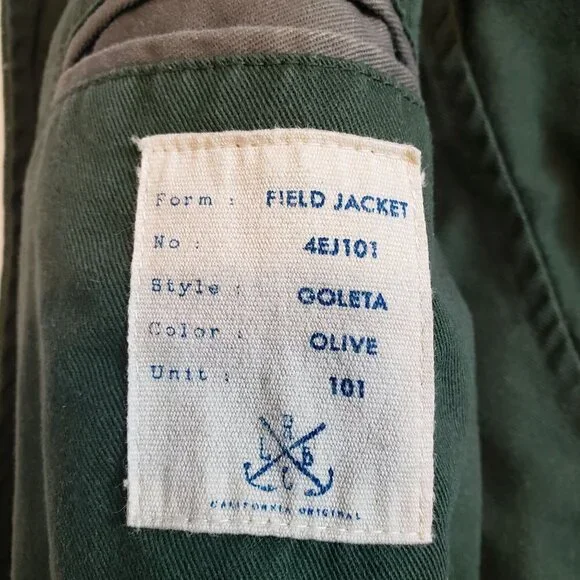 Form : FIELD JACKET
No : 4EJ101
Style : GOLETA
Color : OLIVE
Unit : 101
L B C
CALIFORNIA ORIGINAL